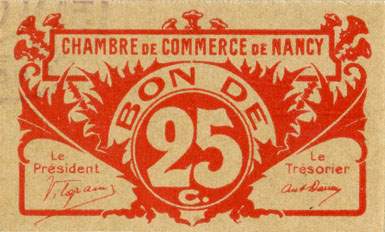 CHAMBRE DE COMMERCE DE NANCY
BON DE
25
C.
Le
Président
Le
Trésorier